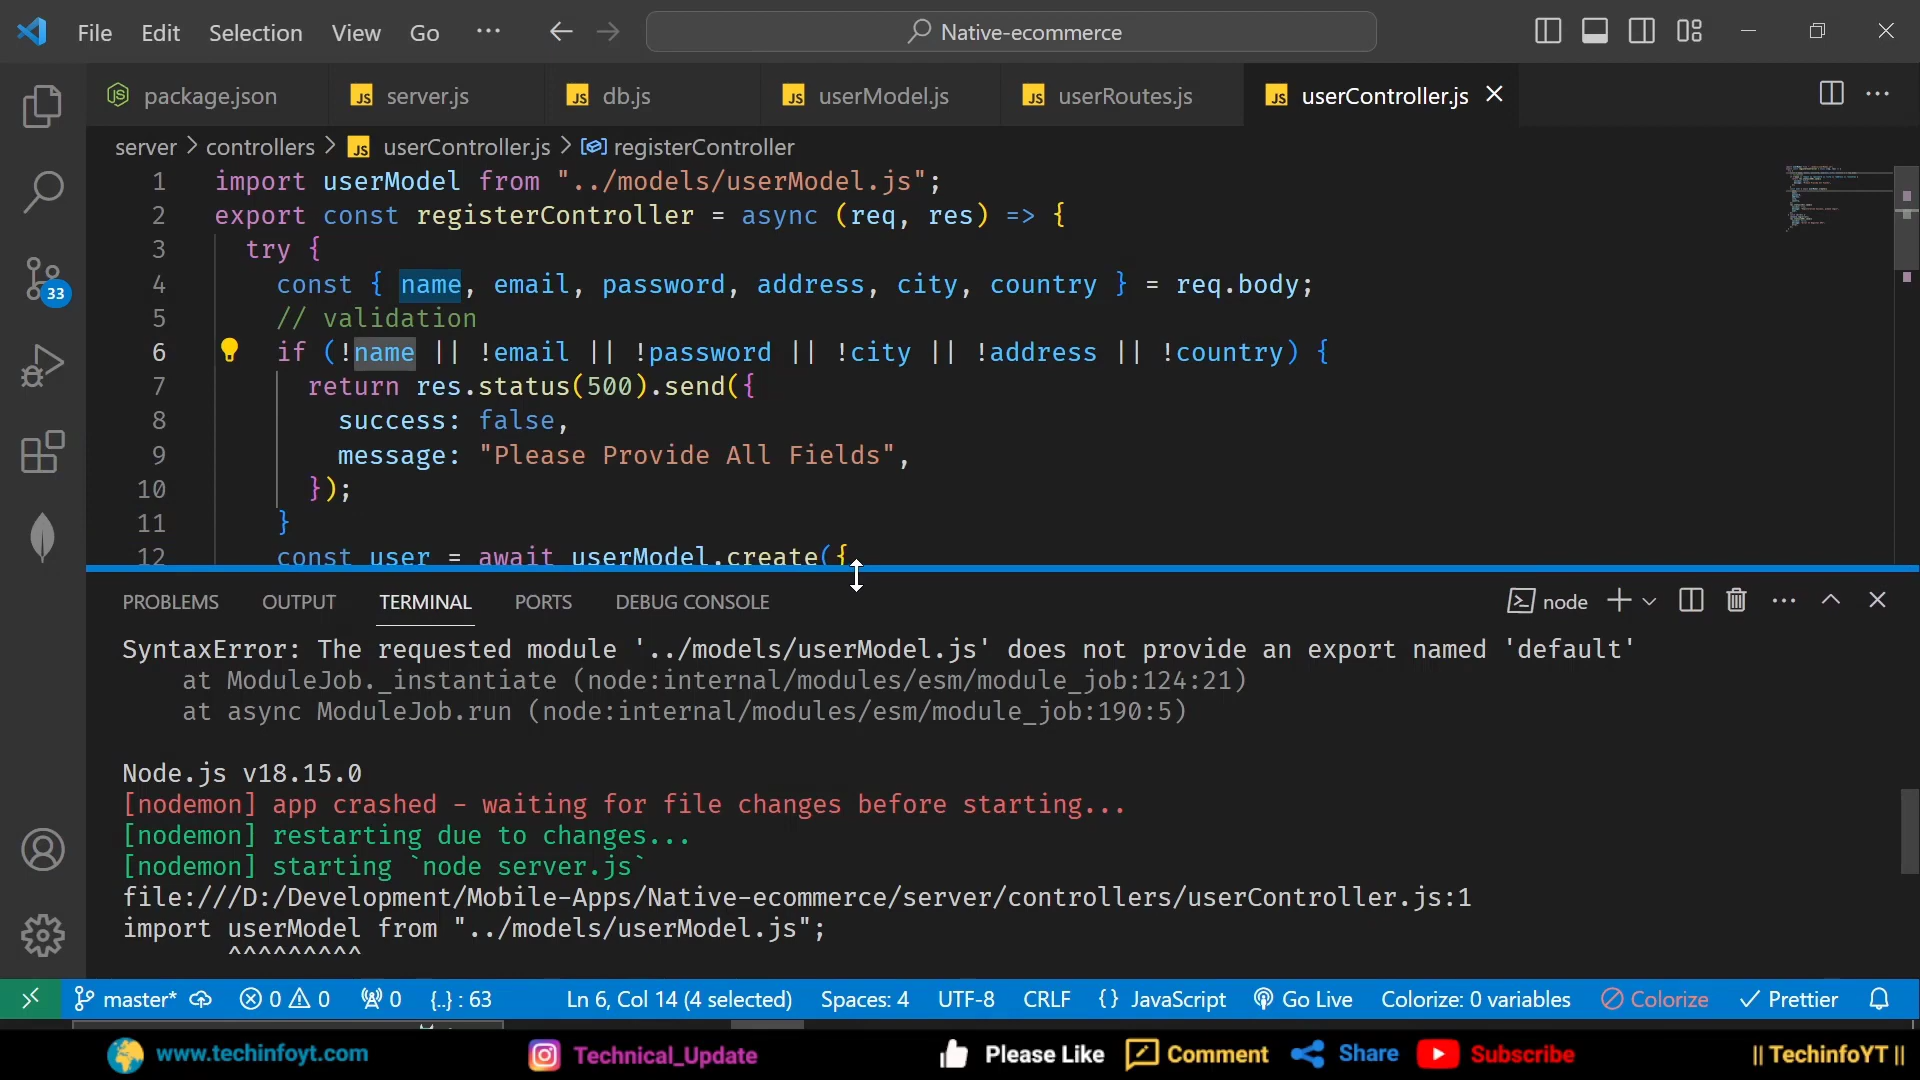 File Edit Selection View Go ··· Native-ecommerce
package.json JS server.js JS db.js JS userModel.js JS userRoutes.js JS userController.js
server > controllers > JS userController.js > registerController
1 import userModel from "../models/userModel.js";
2 export const registerController = async (req, res) => {
3 try {
4 const { name, email, password, address, city, country } = req.body;
5 // validation
6 if (!name || !email || !password || !city || !address || !country) {
7 return res.status(500).send({
8 success: false,
9 message: "Please Provide All Fields",
10 });
11 }
12 const user = await userModel.create({
33
PROBLEMS OUTPUT TERMINAL PORTS DEBUG CONSOLE node
SyntaxError: The requested module '../models/userModel.js' does not provide an export named 'default'
at ModuleJob._instantiate (node:internal/modules/esm/module_job:124:21)
at async ModuleJob.run (node:internal/modules/esm/module_job:190:5)
Node.js v18.15.0
[nodemon] app crashed - waiting for file changes before starting...
[nodemon] restarting due to changes...
[nodemon] starting `node server.js`
file:///D:/Development/Mobile-Apps/Native-ecommerce/server/controllers/userController.js:1
import userModel from "../models/userModel.js";
^^^^^^^^^
master* 0 0 0 {..} : 63 Ln 6, Col 14 (4 selected) Spaces: 4 UTF-8 CRLF {} JavaScript Go Live Colorize: 0 variables Colorize Prettier
www.techinfoyt.com Technical_Update Please Like Comment Share Subscribe || TechinfoYT ||